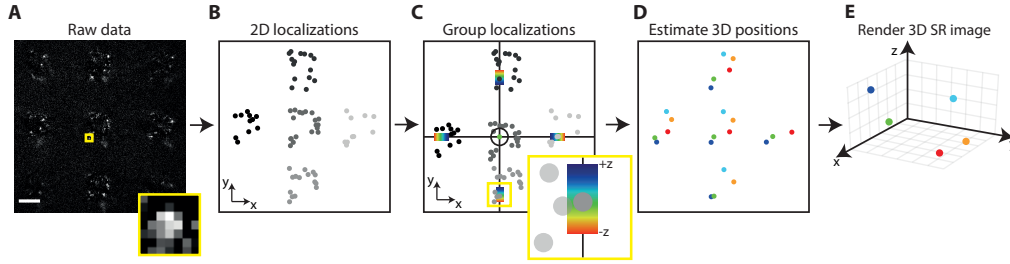 A
Raw data
B
2D localizations
y
x
C
Group localizations
y
x
+z
-z
D
Estimate 3D positions
E
Render 3D SR image
z
x